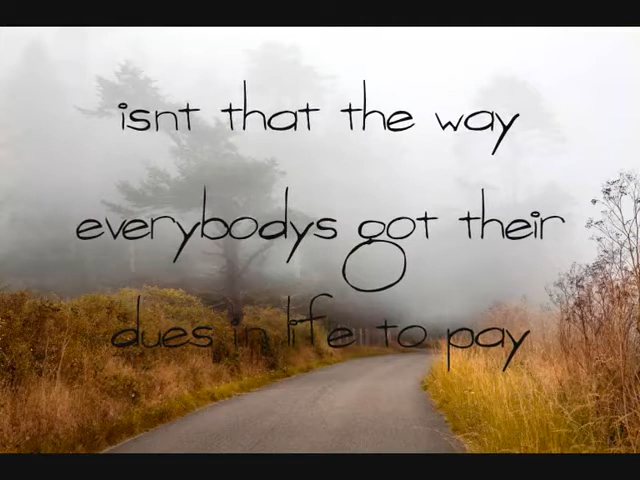 isnt that the way
everybodys got their
dues in life to pay